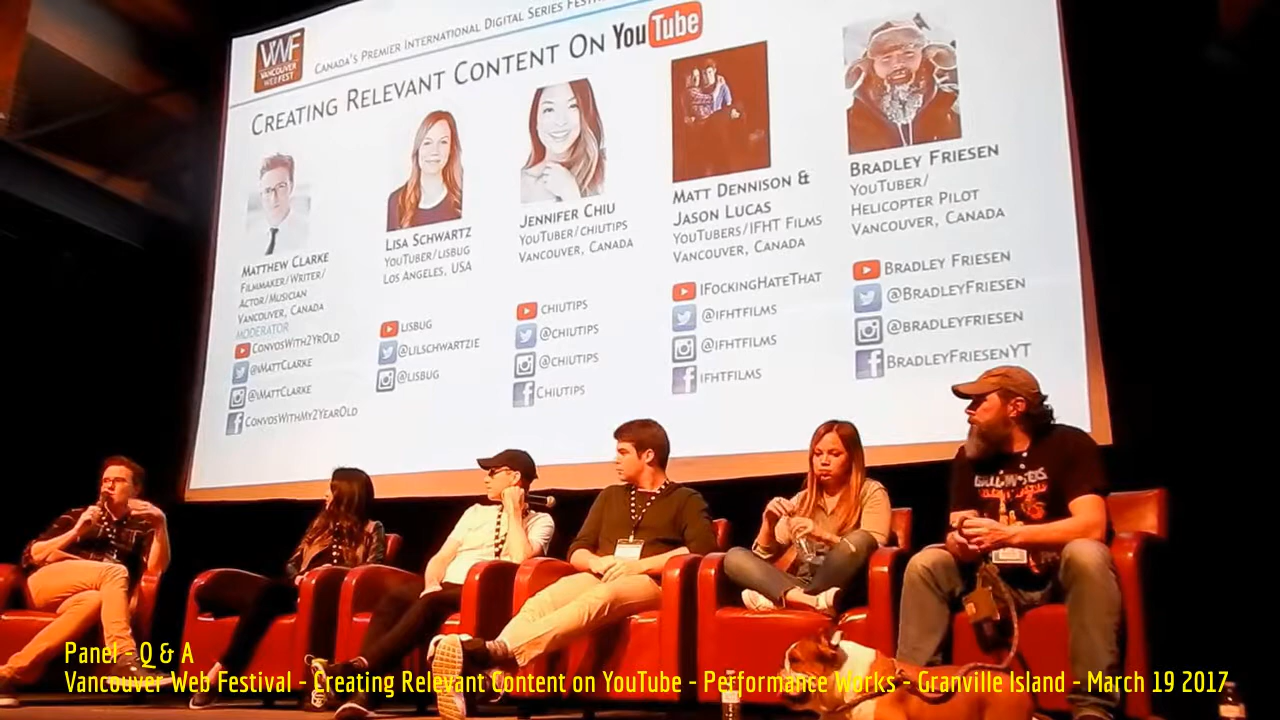 VWF
VANCOUVER
WEBFEST
CANADA'S PREMIER INTERNATIONAL DIGITAL SERIES
CREATING RELEVANT CONTENT ON YouTube
MATTHEW CLARKE
FILMMAKER/WRITER/
ACTOR/MUSICIAN
VANCOUVER, CANADA
MODERATOR
CONVOSWITH2YROLD
@MATTCLARKE
@MATTCLARKE
CONVOSWITHMY2YEAROLD
LISA SCHWARTZ
YOUTUBER/LISBUG
LOS ANGELES, USA
LISBUG
@LILSCHWARTZIE
@LISBUG
JENNIFER CHIU
YOUTUBER/CHIUTIPS
VANCOUVER, CANADA
CHIUTIPS
@CHIUTIPS
@CHIUTIPS
CHIUTIPS
MATT DENNISON &
JASON LUCAS
YOUTUBERS/IFHT FILMS
VANCOUVER, CANADA
IFOCKINGHATETHAT
@IFHTFILMS
@IFHTFILMS
IFHTFILMS
BRADLEY FRIESEN
YOUTUBER/
HELICOPTER PILOT
VANCOUVER, CANADA
BRADLEY FRIESEN
@BRADLEYFRIESEN
@BRADLEYFRIESEN
BRADLEYFRIESENYT
Panel - Q & A
Vancouver Web Festival - Creating Relevant Content on YouTube - Performance Works - Granville Island - March 19 2017